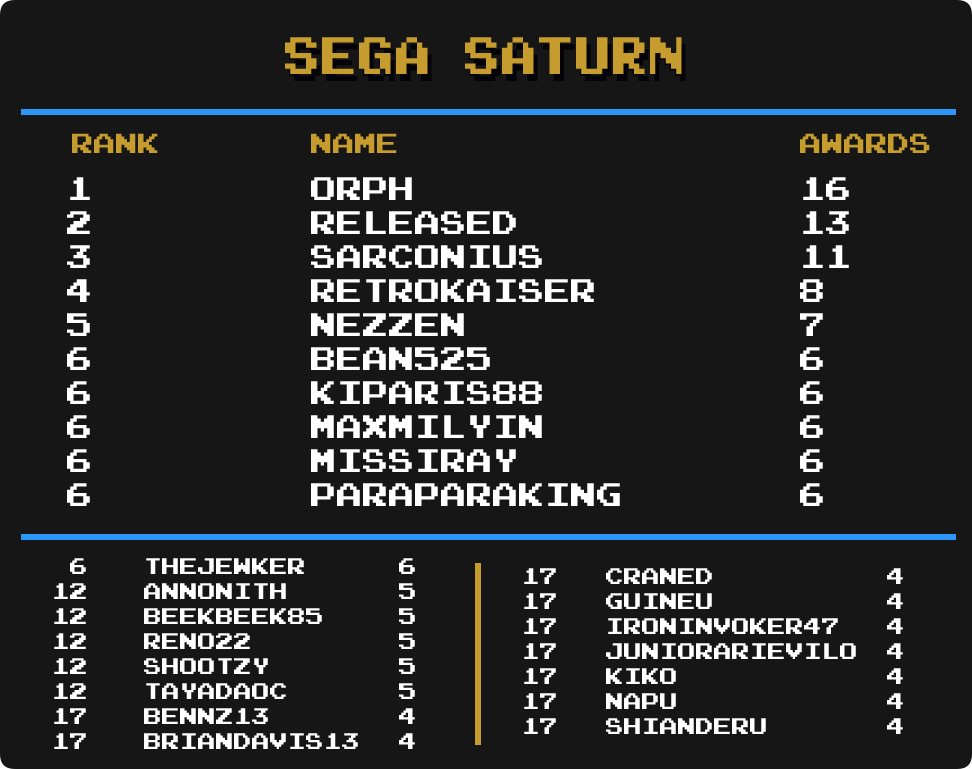 SEGA SATURN
RANK NAME AWARDS
1 ORPH 16
2 RELEASED 13
3 SARCONIUS 11
4 RETROKAISER 8
5 NEZZEN 7
6 BEAN525 6
6 KIPARIS88 6
6 MAXMILYIN 6
6 MISSIRAY 6
6 PARAPARAKING 6
6 THEJEWKER 6
12 ANNONITH 5
12 BEEKBEEK85 5
12 RENO22 5
12 SHOOTZY 5
12 TAYADAOC 5
17 BENNZ13 4
17 BRIANDAVIS13 4
17 CRANED 4
17 GUINEU 4
17 IRONINVOKER47 4
17 JUNIORARIEVILO 4
17 KIKO 4
17 NAPU 4
17 SHIANDERU 4